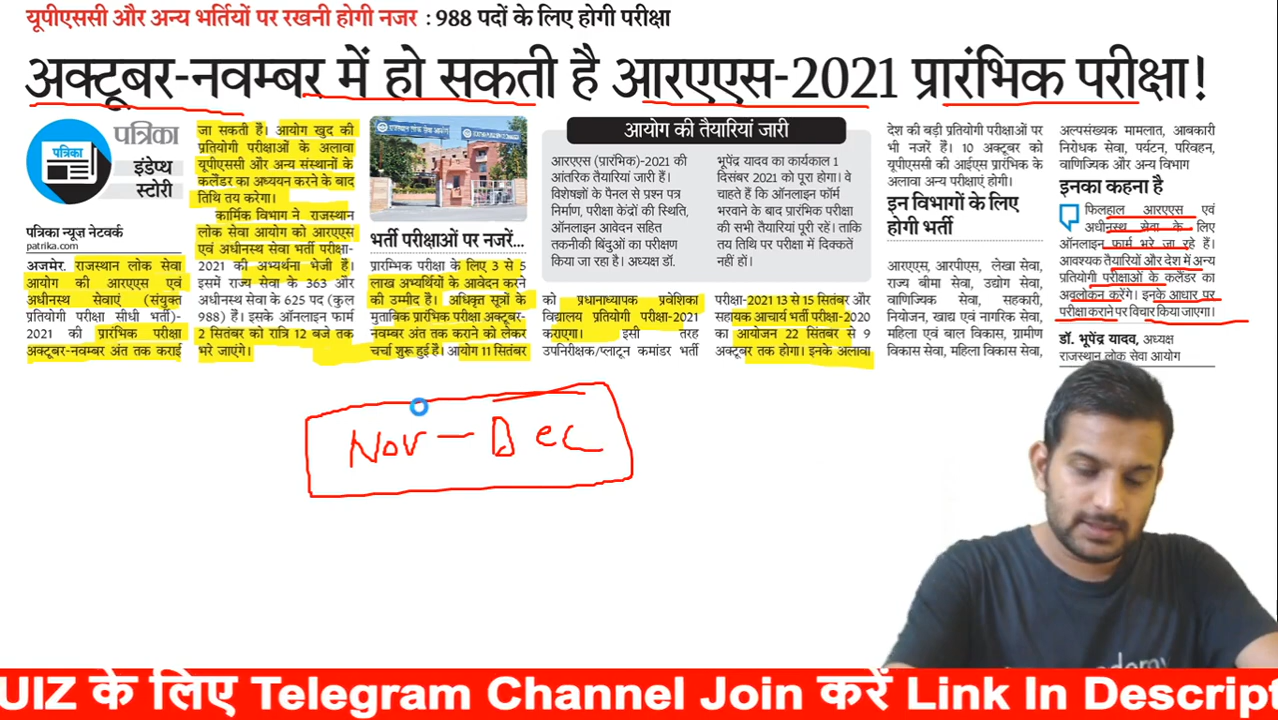 यूपीएससी और अन्य भर्तियों पर रखनी होगी नजर : 988 पदों के लिए होगी परीक्षा
अक्टूबर-नवम्बर में हो सकती है आरएएस-2021 प्रारंभिक परीक्षा!
पत्रिका
पत्रिका
इंडेप्थ
स्टोरी
पत्रिका न्यूज नेटवर्क
patrika.com
अजमेर. राजस्थान लोक सेवा
आयोग की आरएएस एवं
अधीनस्थ सेवाएं (संयुक्त
प्रतियोगी परीक्षा सीधी भर्ती)-
2021 की प्रारंभिक परीक्षा
अक्टूबर-नवम्बर अंत तक कराई
जा सकती है। आयोग खुद की
प्रतियोगी परीक्षाओं के अलावा
यूपीएससी और अन्य संस्थानों के
कलैंडर का अध्ययन करने के बाद
तिथि तय करेगा।
कार्मिक विभाग ने राजस्थान
लोक सेवा आयोग को आरएएस
एवं अधीनस्थ सेवा भर्ती परीक्षा-
2021 की अभ्यर्थना भेजी है।
इसमें राज्य सेवा के 363 और
अधीनस्थ सेवा के 625 पद (कुल
988) हैं। इसके ऑनलाइन फार्म
2 सितंबर को रात्रि 12 बजे तक
भरे जाएंगे।
भर्ती परीक्षाओं पर नजरें...
प्रारम्भिक परीक्षा के लिए 3 से 5
लाख अभ्यर्थियों के आवेदन करने
की उम्मीद है। अधिकृत सूत्रों के
मुताबिक प्रारंभिक परीक्षा अक्टूबर-
नवम्बर अंत तक कराने को लेकर
चर्चा शुरू हुई है। आयोग 11 सितंबर
आयोग की तैयारियां जारी
आरएएस (प्रारंभिक)-2021 की
आंतरिक तैयारियां जारी हैं।
विशेषज्ञों के पैनल से प्रश्न पत्र
निर्माण, परीक्षा केंद्रों की स्थिति,
ऑनलाइन आवेदन सहित
तकनीकी बिंदुओं का परीक्षण
किया जा रहा है। अध्यक्ष डॉ.
भूपेंद्र यादव का कार्यकाल 1
दिसंबर 2021 को पूरा होगा। वे
चाहते हैं कि ऑनलाइन फॉर्म
भरवाने के बाद प्रारंभिक परीक्षा
की सभी तैयारियां पूरी रहें। ताकि
तय तिथि पर परीक्षा में दिक्कतें
नहीं हों।
को प्रधानाध्यापक प्रवेशिका
विद्यालय प्रतियोगी परीक्षा-2021
कराएगा। इसी तरह
उपनिरीक्षक/प्लाटून कमांडर भर्ती
परीक्षा-2021 13 से 15 सितंबर और
सहायक आचार्य भर्ती परीक्षा-2020
का आयोजन 22 सितंबर से 9
अक्टूबर तक होगा। इनके अलावा
देश की बड़ी प्रतियोगी परीक्षाओं पर
भी नजरें हैं। 10 अक्टूबर को
यूपीएससी की आईएस प्रारंभिक के
अलावा अन्य परीक्षाएं होगी।
इन विभागों के लिए
होगी भर्ती
आरएएस, आरपीएस, लेखा सेवा,
राज्य बीमा सेवा, उद्योग सेवा,
वाणिज्यिक सेवा, सहकारी,
नियोजन, खाद्य एवं नागरिक सेवा,
महिला एवं बाल विकास, ग्रामीण
विकास सेवा, महिला विकास सेवा,
अल्पसंख्यक मामलात, आबकारी
निरोधक सेवा, पर्यटन, परिवहन,
वाणिज्यिक और अन्य विभाग
इनका कहना है
फिलहाल आरएएस एवं
अधीनस्थ सेवा के लिए
ऑनलाइन फार्म भरे जा रहे हैं।
आवश्यक तैयारियों और देश में अन्य
प्रतियोगी परीक्षाओं के कलैंडर का
अवलोकन करेंगे। इनके आधार पर
परीक्षा कराने पर विचार किया जाएगा।
डॉ. भूपेंद्र यादव, अध्यक्ष
राजस्थान लोक सेवा आयोग
Nov - Dec
UIZ के लिए Telegram Channel Join करें Link In Descript